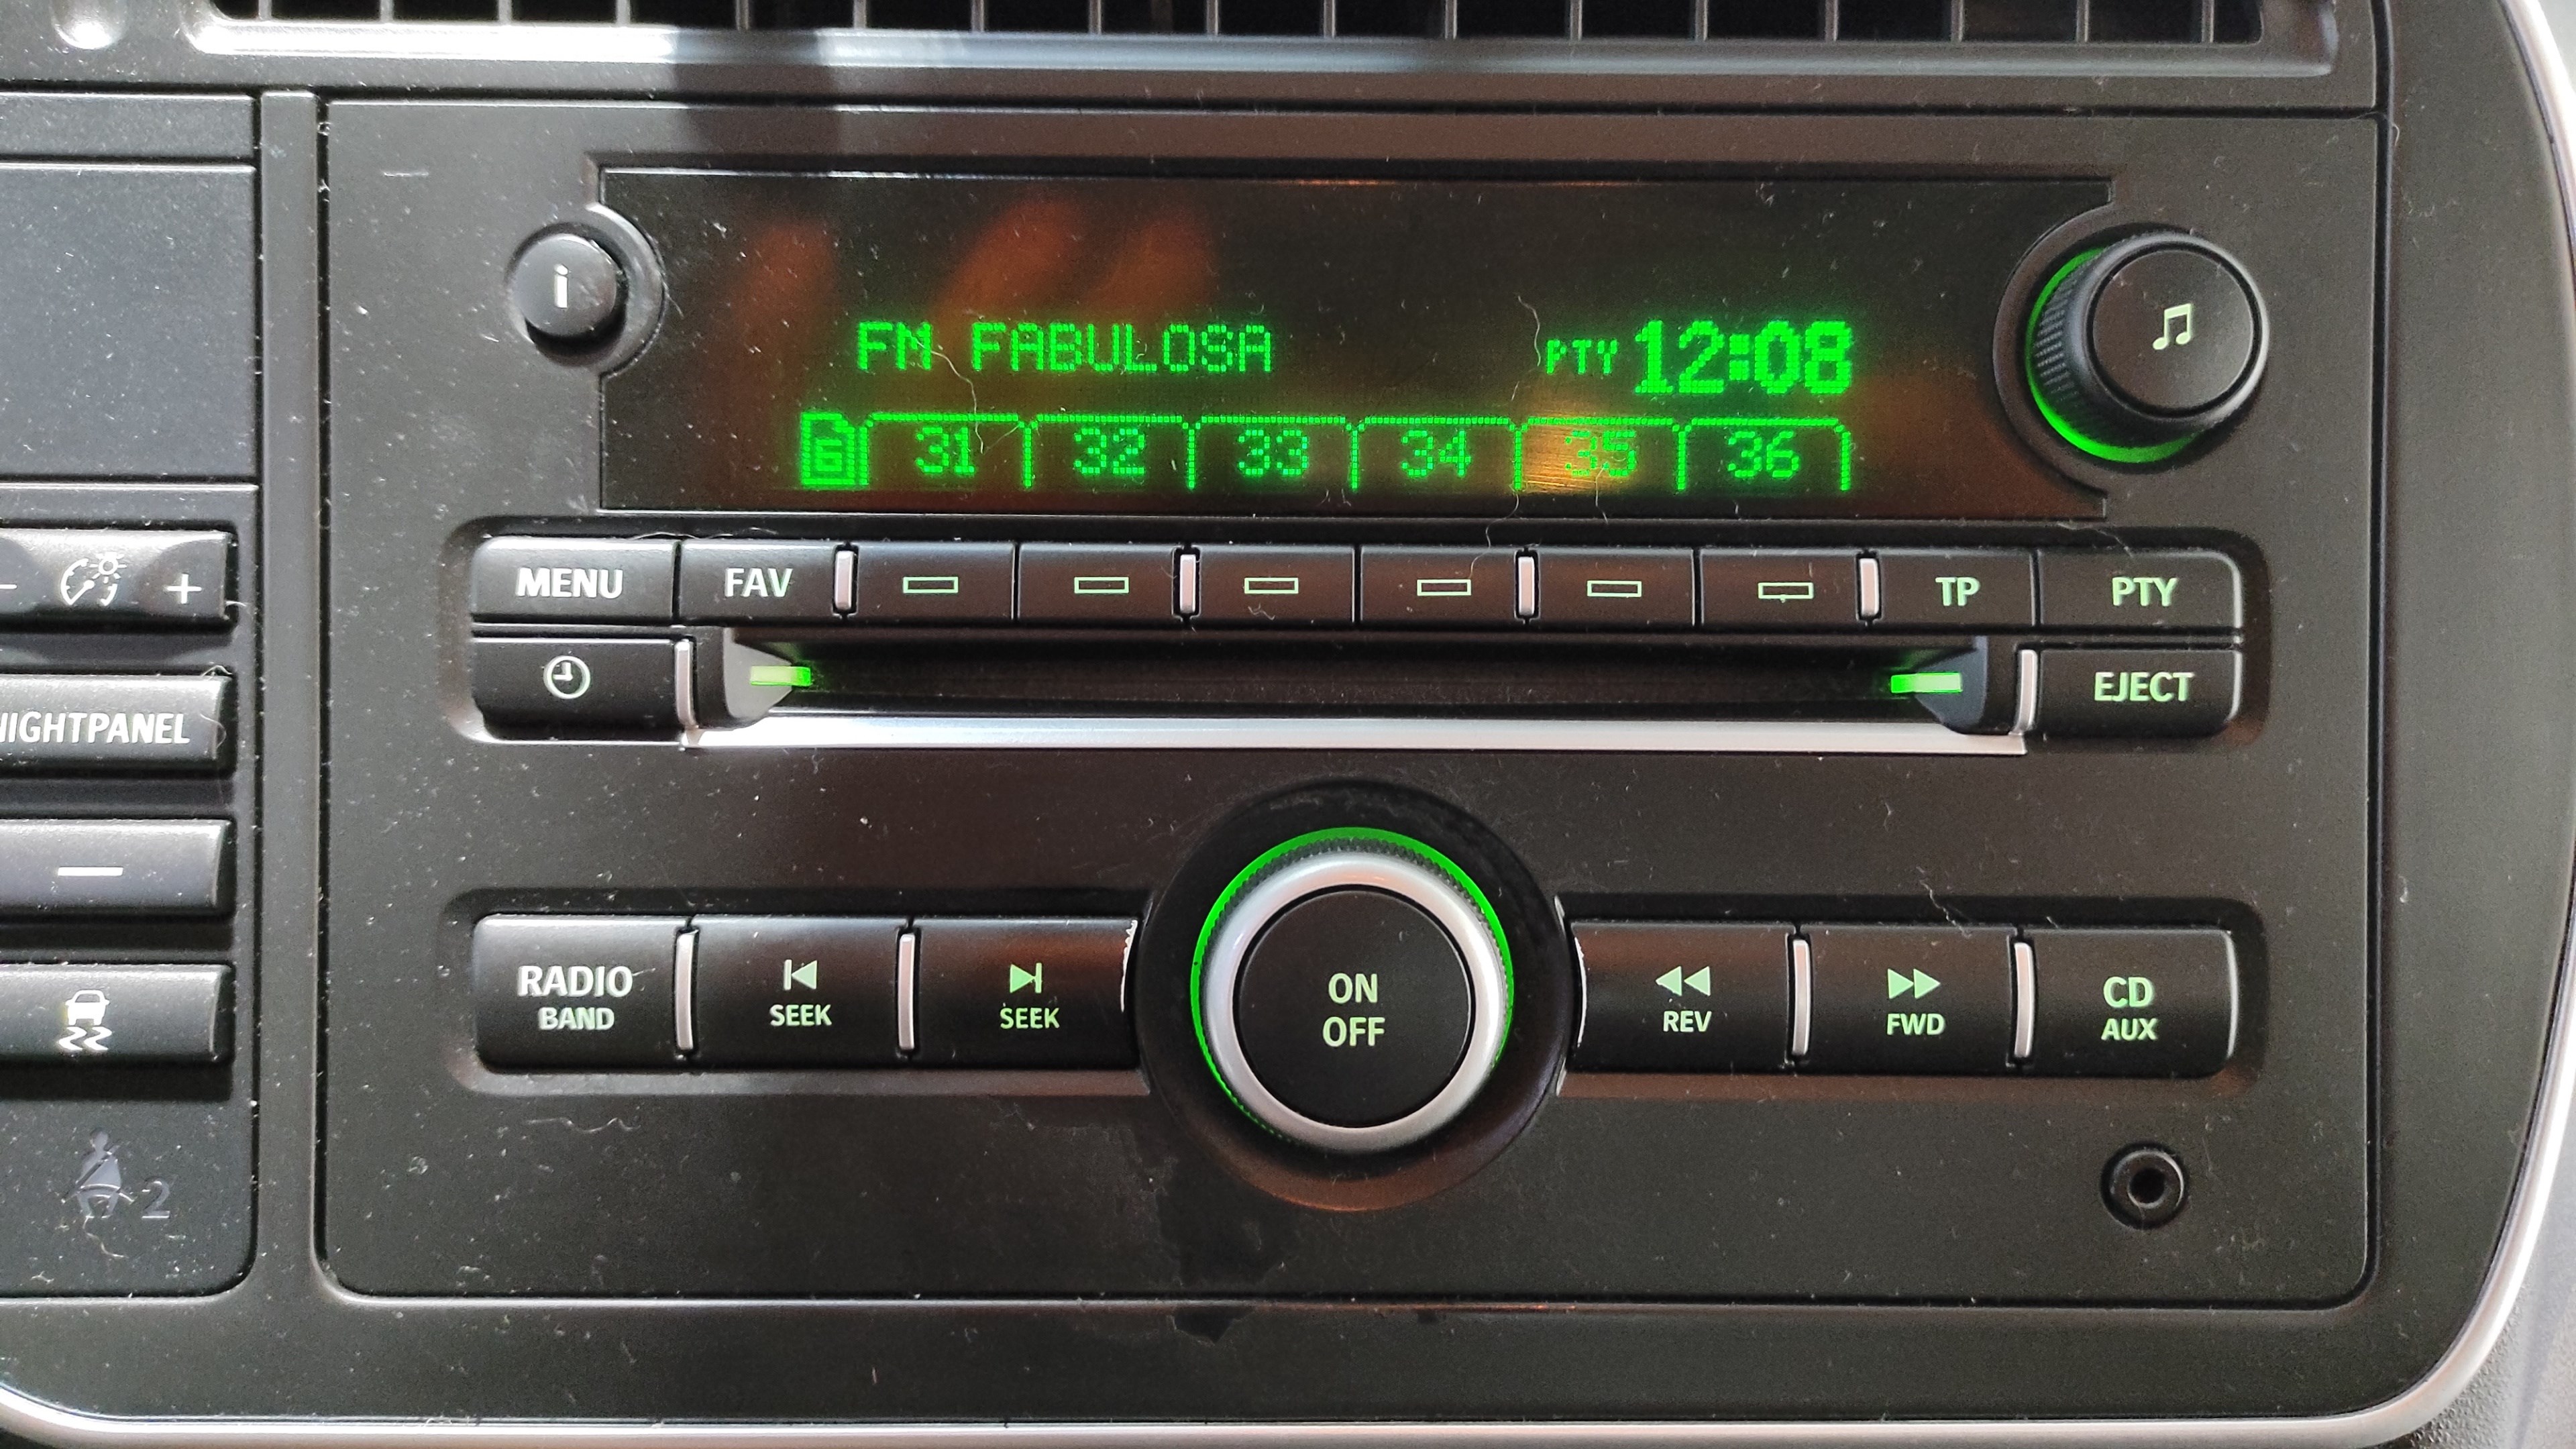 i
FM FABULOSA PTY 12:08
6 31 32 33 34 35 36
MENU FAV TP PTY
- +
EJECT
NIGHTPANEL
RADIO
BAND
SEEK
SEEK
ON
OFF
REV
FWD
CD
AUX
2